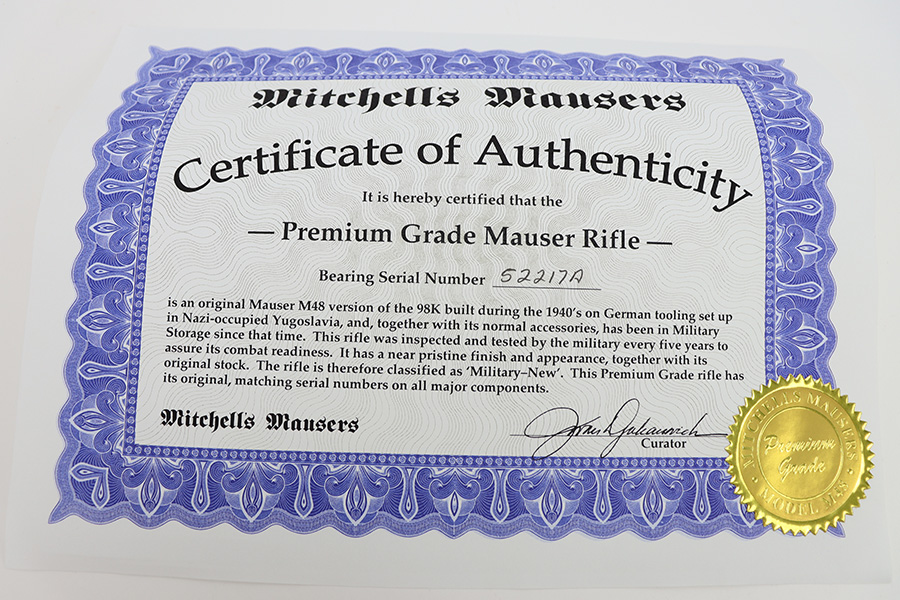 Mitchell's Mausers
Certificate of Authenticity
It is hereby certified that the
— Premium Grade Mauser Rifle —
Bearing Serial Number 52217A
is an original Mauser M48 version of the 98K built during the 1940's on German tooling set up
in Nazi-occupied Yugoslavia, and, together with its normal accessories, has been in Military
Storage since that time. This rifle was inspected and tested by the military every five years to
assure its combat readiness. It has a near pristine finish and appearance, together with its
original stock. The rifle is therefore classified as 'Military–New'. This Premium Grade rifle has
its original, matching serial numbers on all major components.
Mitchell's Mausers
Curator
MITCHELLS MAUSERS
Premium
Grade
MODEL M48